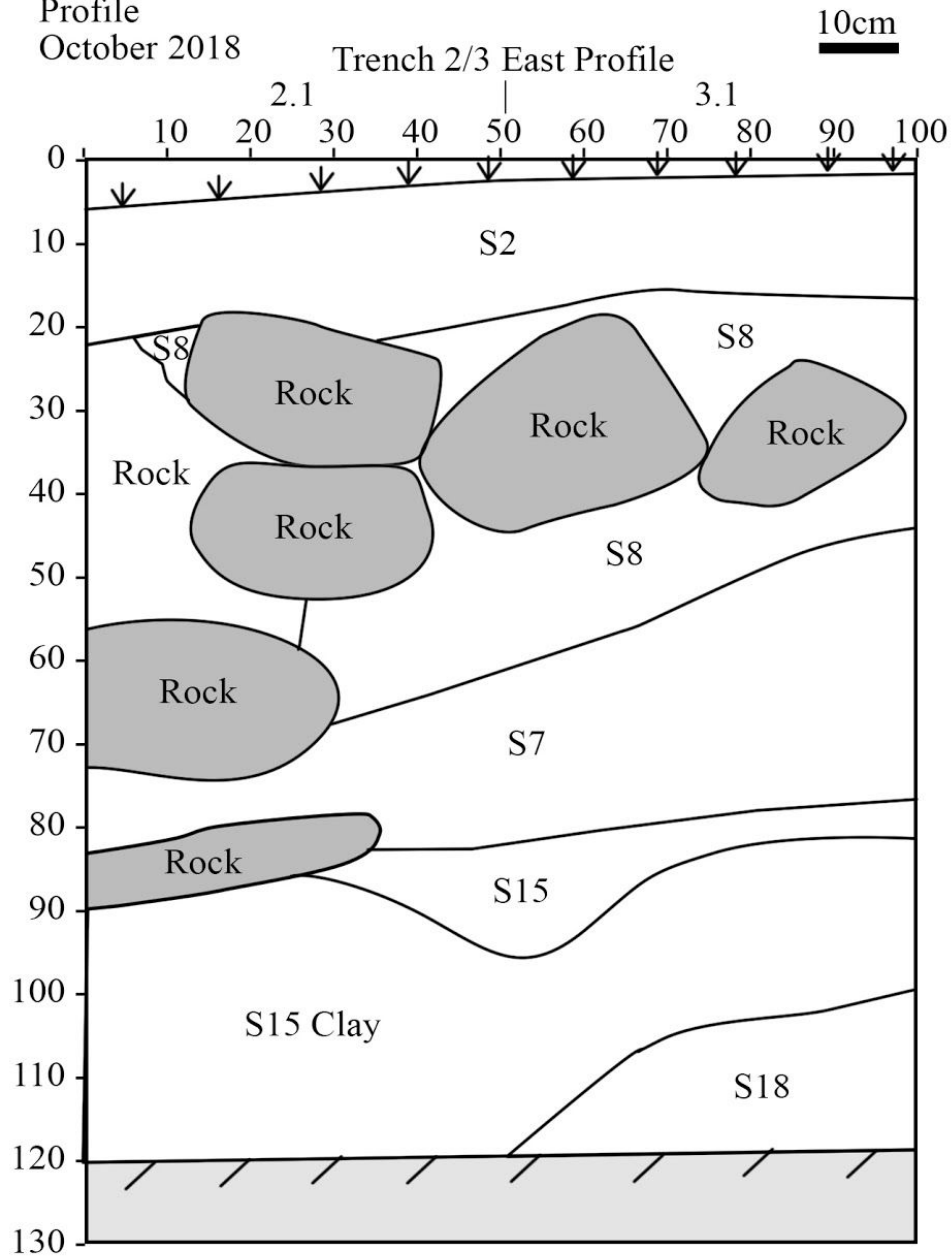 Profile
October 2018
10cm
Trench 2/3 East Profile
2.1 3.1
10 20 30 40 50 60 70 80 90 100
0
10
S2
20
S8 S8
30
Rock Rock Rock
Rock
40
Rock
50
S8
60
Rock
70
S7
80
Rock
90
S15
100
S15 Clay
110
S18
120
130